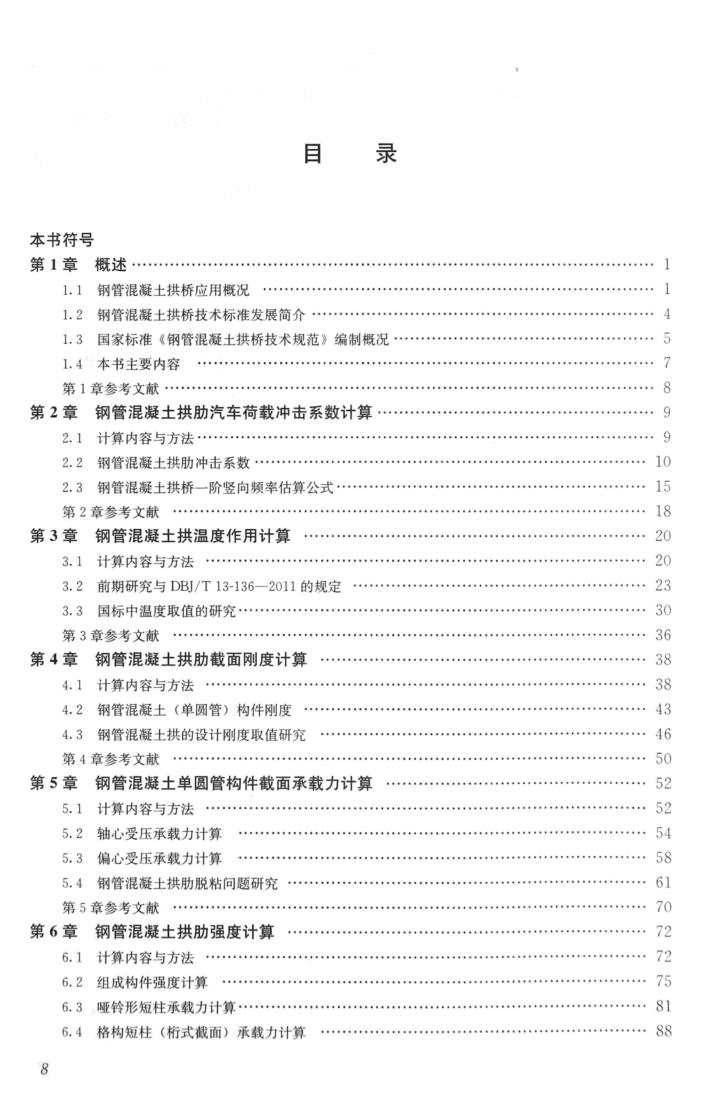 目 录
本书符号
第 1 章 概述 …… 1
1.1 钢管混凝土拱桥应用概况 …… 1
1.2 钢管混凝土拱桥技术标准发展简介 …… 4
1.3 国家标准《钢管混凝土拱桥技术规范》编制概况 …… 5
1.4 本书主要内容 …… 7
第 1 章参考文献 …… 8
第 2 章 钢管混凝土拱肋汽车荷载冲击系数计算 …… 9
2.1 计算内容与方法 …… 9
2.2 钢管混凝土拱肋冲击系数 …… 10
2.3 钢管混凝土拱桥一阶竖向频率估算公式 …… 15
第 2 章参考文献 …… 18
第 3 章 钢管混凝土拱温度作用计算 …… 20
3.1 计算内容与方法 …… 20
3.2 前期研究与 DBJ/T 13-136—2011 的规定 …… 23
3.3 国标中温度取值的研究 …… 30
第 3 章参考文献 …… 36
第 4 章 钢管混凝土拱肋截面刚度计算 …… 38
4.1 计算内容与方法 …… 38
4.2 钢管混凝土（单圆管）构件刚度 …… 43
4.3 钢管混凝土拱的设计刚度取值研究 …… 46
第 4 章参考文献 …… 50
第 5 章 钢管混凝土单圆管构件截面承载力计算 …… 52
5.1 计算内容与方法 …… 52
5.2 轴心受压承载力计算 …… 54
5.3 偏心受压承载力计算 …… 58
5.4 钢管混凝土拱肋脱粘问题研究 …… 61
第 5 章参考文献 …… 70
第 6 章 钢管混凝土拱肋强度计算 …… 72
6.1 计算内容与方法 …… 72
6.2 组成构件强度计算 …… 75
6.3 哑铃形短柱承载力计算 …… 81
6.4 格构短柱（桁式截面）承载力计算 …… 88
8